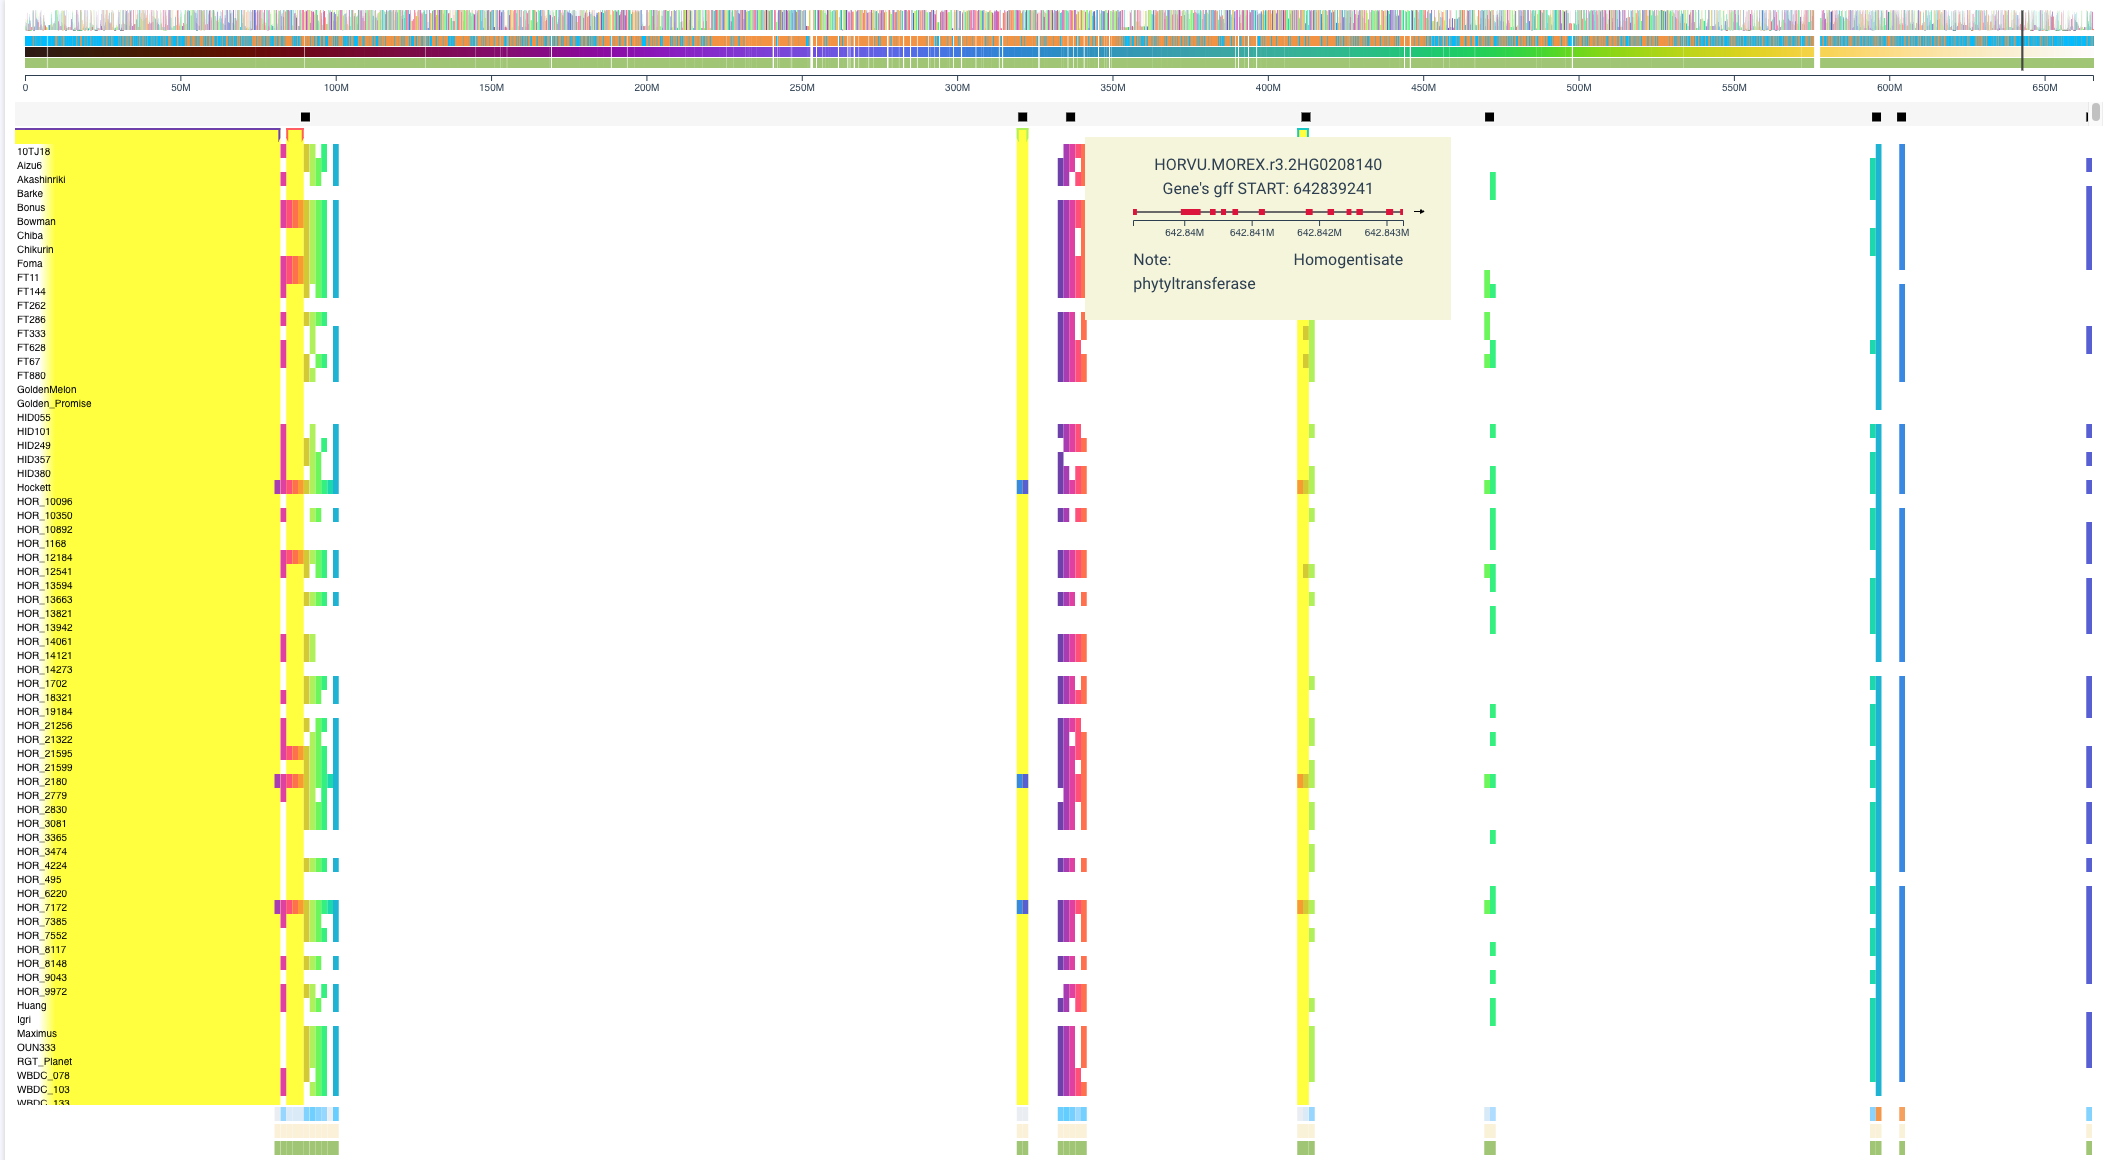 0 50M 100M 150M 200M 250M 300M 350M 400M 450M 500M 550M 600M 650M
HORVU.MOREX.r3.2HG0208140
Gene's gff START: 642839241
642.84M 642.841M 642.842M 642.843M
Note: Homogentisate
phytyltransferase
10TJ18
Aizu6
Akashinriki
Barke
Bonus
Bowman
Chiba
Chikurin
Foma
FT11
FT144
FT262
FT286
FT333
FT628
FT67
FT880
GoldenMelon
Golden_Promise
HID055
HID101
HID249
HID357
HID380
Hockett
HOR_10096
HOR_10350
HOR_10892
HOR_1168
HOR_12184
HOR_12541
HOR_13594
HOR_13663
HOR_13821
HOR_13942
HOR_14061
HOR_14121
HOR_14273
HOR_1702
HOR_18321
HOR_19184
HOR_21256
HOR_21322
HOR_21595
HOR_21599
HOR_2180
HOR_2779
HOR_2830
HOR_3081
HOR_3365
HOR_3474
HOR_4224
HOR_495
HOR_6220
HOR_7172
HOR_7385
HOR_7552
HOR_8117
HOR_8148
HOR_9043
HOR_9972
Huang
Igri
Maximus
OUN333
RGT_Planet
WBDC_078
WBDC_103
WBDC_133